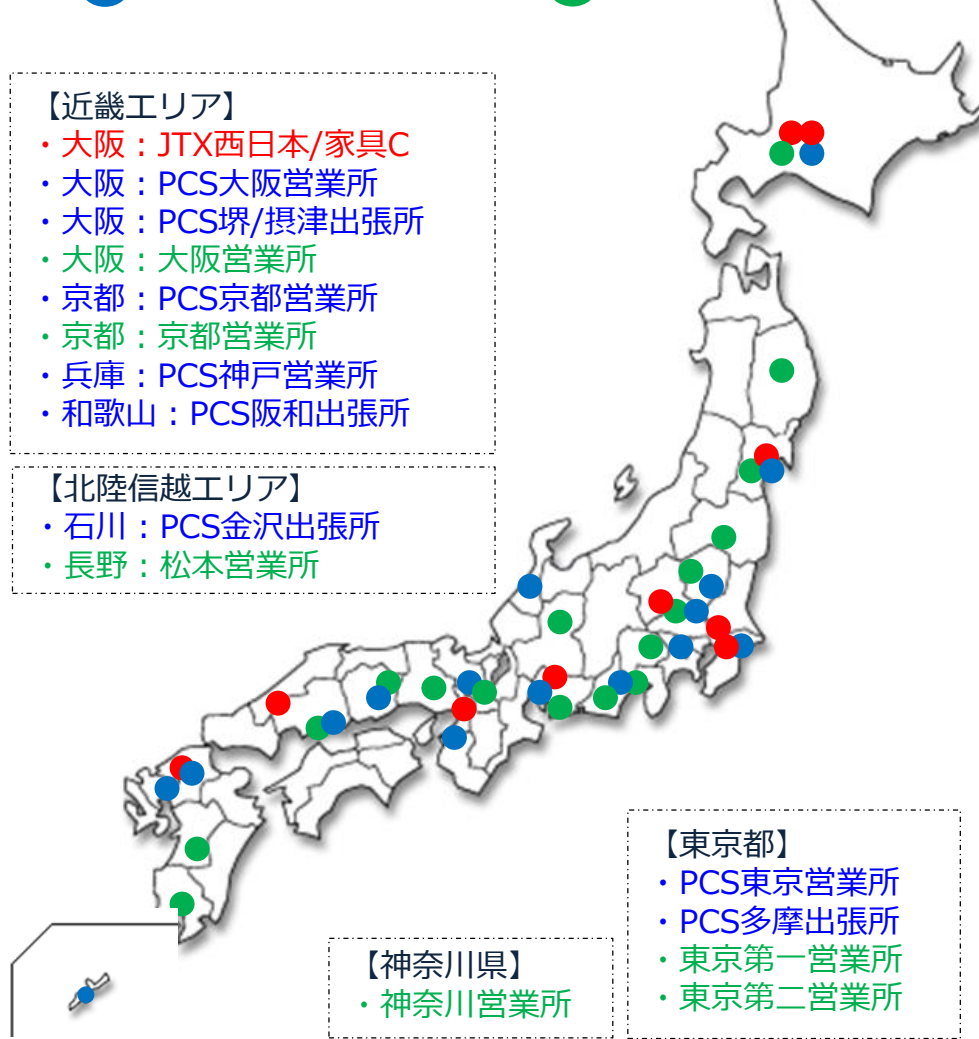 【近畿エリア】
・大阪：JTX西日本/家具C
・大阪：PCS大阪営業所
・大阪：PCS堺/摂津出張所
・大阪：大阪営業所
・京都：PCS京都営業所
・京都：京都営業所
・兵庫：PCS神戸営業所
・和歌山：PCS阪和出張所
【北陸信越エリア】
・石川：PCS金沢出張所
・長野：松本営業所
【東京都】
・PCS東京営業所
・PCS多摩出張所
・東京第一営業所
・東京第二営業所
【神奈川県】
・神奈川営業所